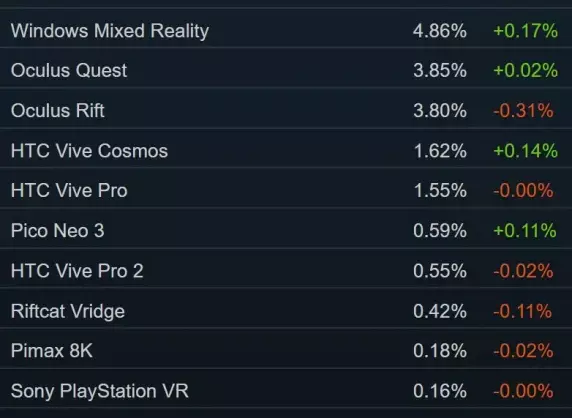 Windows Mixed Reality 4.86% +0.17%
Oculus Quest 3.85% +0.02%
Oculus Rift 3.80% -0.31%
HTC Vive Cosmos 1.62% +0.14%
HTC Vive Pro 1.55% -0.00%
Pico Neo 3 0.59% +0.11%
HTC Vive Pro 2 0.55% -0.02%
Riftcat Vridge 0.42% -0.11%
Pimax 8K 0.18% -0.02%
Sony PlayStation VR 0.16% -0.00%